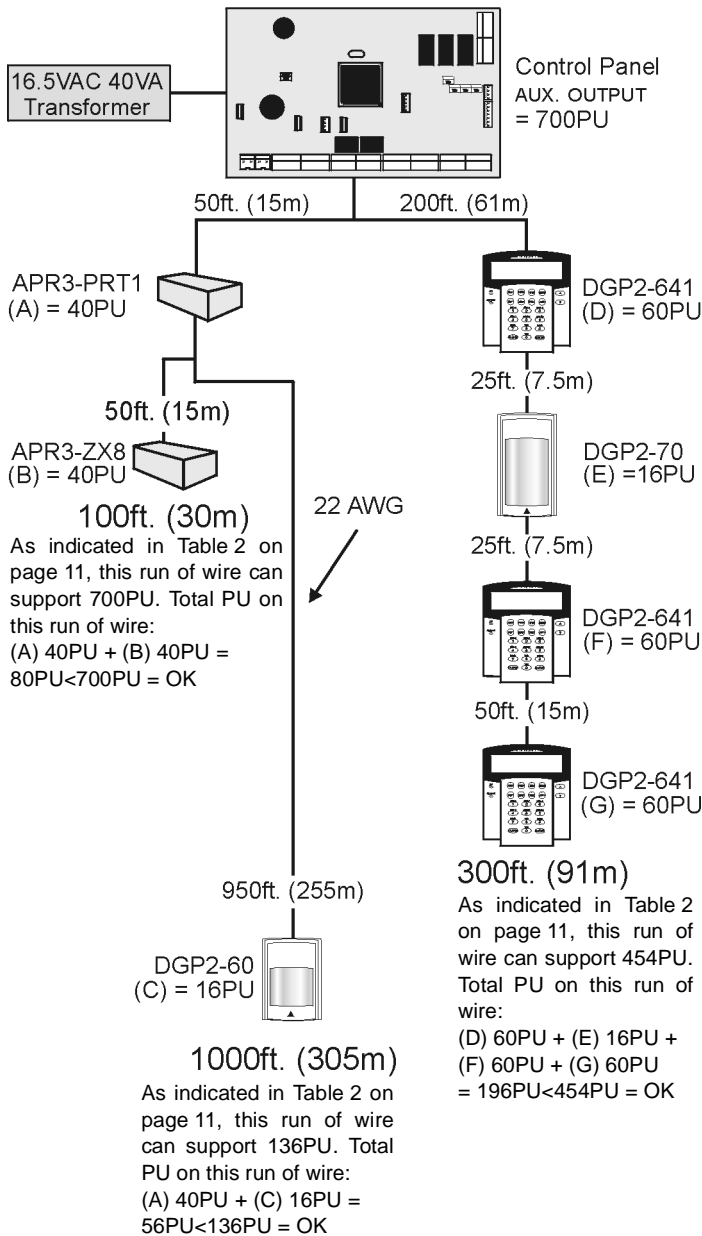 16.5VAC 40VA
Transformer
Control Panel
AUX. OUTPUT
= 700PU
50ft. (15m)
200ft. (61m)
APR3-PRT1
(A) = 40PU
DGP2-641
(D) = 60PU
25ft. (7.5m)
50ft. (15m)
APR3-ZX8
(B) = 40PU
DGP2-70
(E) =16PU
100ft. (30m)
As indicated in Table 2 on
page 11, this run of wire can
support 700PU. Total PU on
this run of wire:
(A) 40PU + (B) 40PU =
80PU<700PU = OK
22 AWG
25ft. (7.5m)
DGP2-641
(F) = 60PU
50ft. (15m)
DGP2-641
(G) = 60PU
300ft. (91m)
As indicated in Table 2
on page 11, this run of
wire can support 454PU.
Total PU on this run of
wire:
(D) 60PU + (E) 16PU +
(F) 60PU + (G) 60PU
= 196PU<454PU = OK
950ft. (255m)
DGP2-60
(C) = 16PU
1000ft. (305m)
As indicated in Table 2 on
page 11, this run of wire
can support 136PU. Total
PU on this run of wire:
(A) 40PU + (C) 16PU =
56PU<136PU = OK